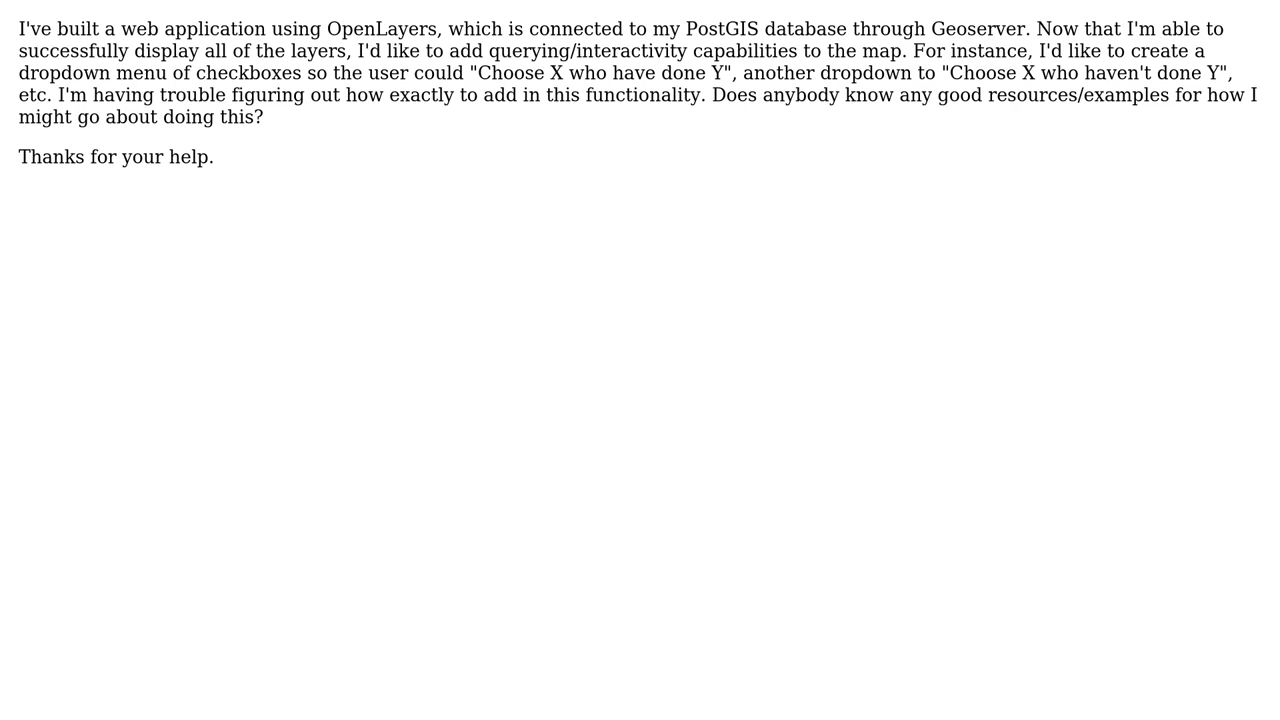 I've built a web application using OpenLayers, which is connected to my PostGIS database through Geoserver. Now that I'm able to
successfully display all of the layers, I'd like to add querying/interactivity capabilities to the map. For instance, I'd like to create a
dropdown menu of checkboxes so the user could "Choose X who have done Y", another dropdown to "Choose X who haven't done Y",
etc. I'm having trouble figuring out how exactly to add in this functionality. Does anybody know any good resources/examples for how I
might go about doing this?
Thanks for your help.